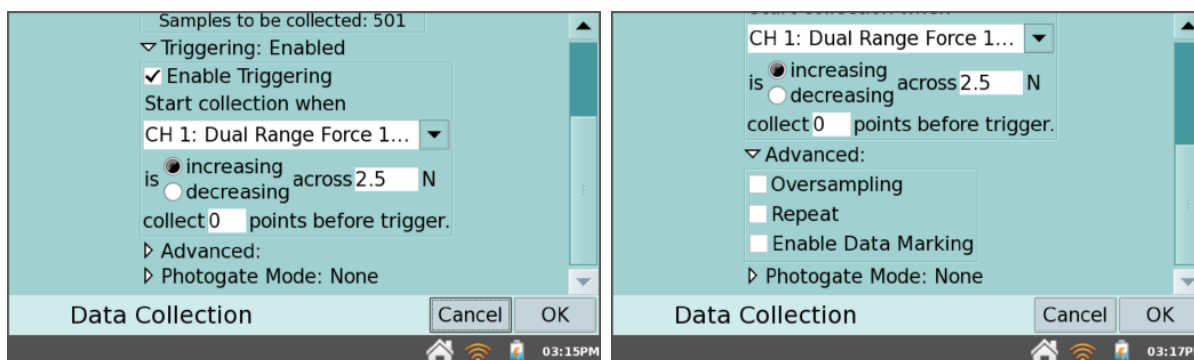 Samples to be collected: 501
Triggering: Enabled
Enable Triggering
Start collection when
CH 1: Dual Range Force 1...
is increasing
decreasing across 2.5 N
collect 0 points before trigger.
Advanced:
Photogate Mode: None
Data Collection Cancel OK
03:15PM
CH 1: Dual Range Force 1...
is increasing
decreasing across 2.5 N
collect 0 points before trigger.
Advanced:
Oversampling
Repeat
Enable Data Marking
Photogate Mode: None
Data Collection Cancel OK
03:17P